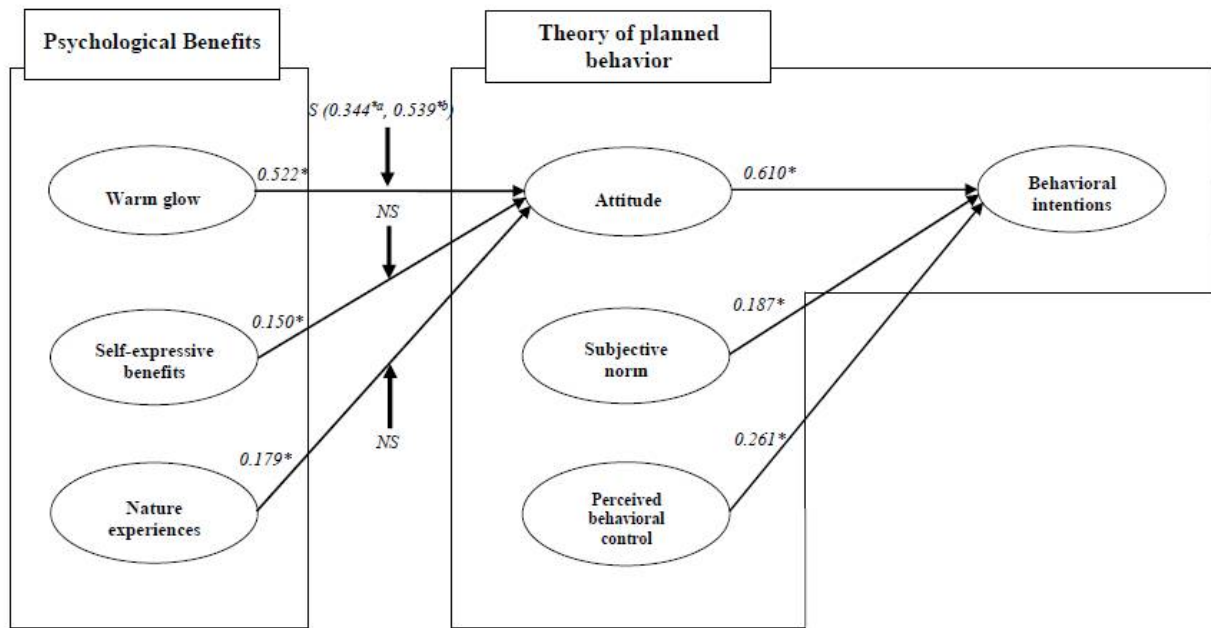 Psychological Benefits
Theory of planned
behavior
S (0.344*a, 0.539*b)
0.522*
0.610*
Warm glow
Attitude
Behavioral
intentions
NS
0.150*
0.187*
Self-expressive
benefits
Subjective
norm
NS
0.179*
0.261*
Nature
experiences
Perceived
behavioral
control